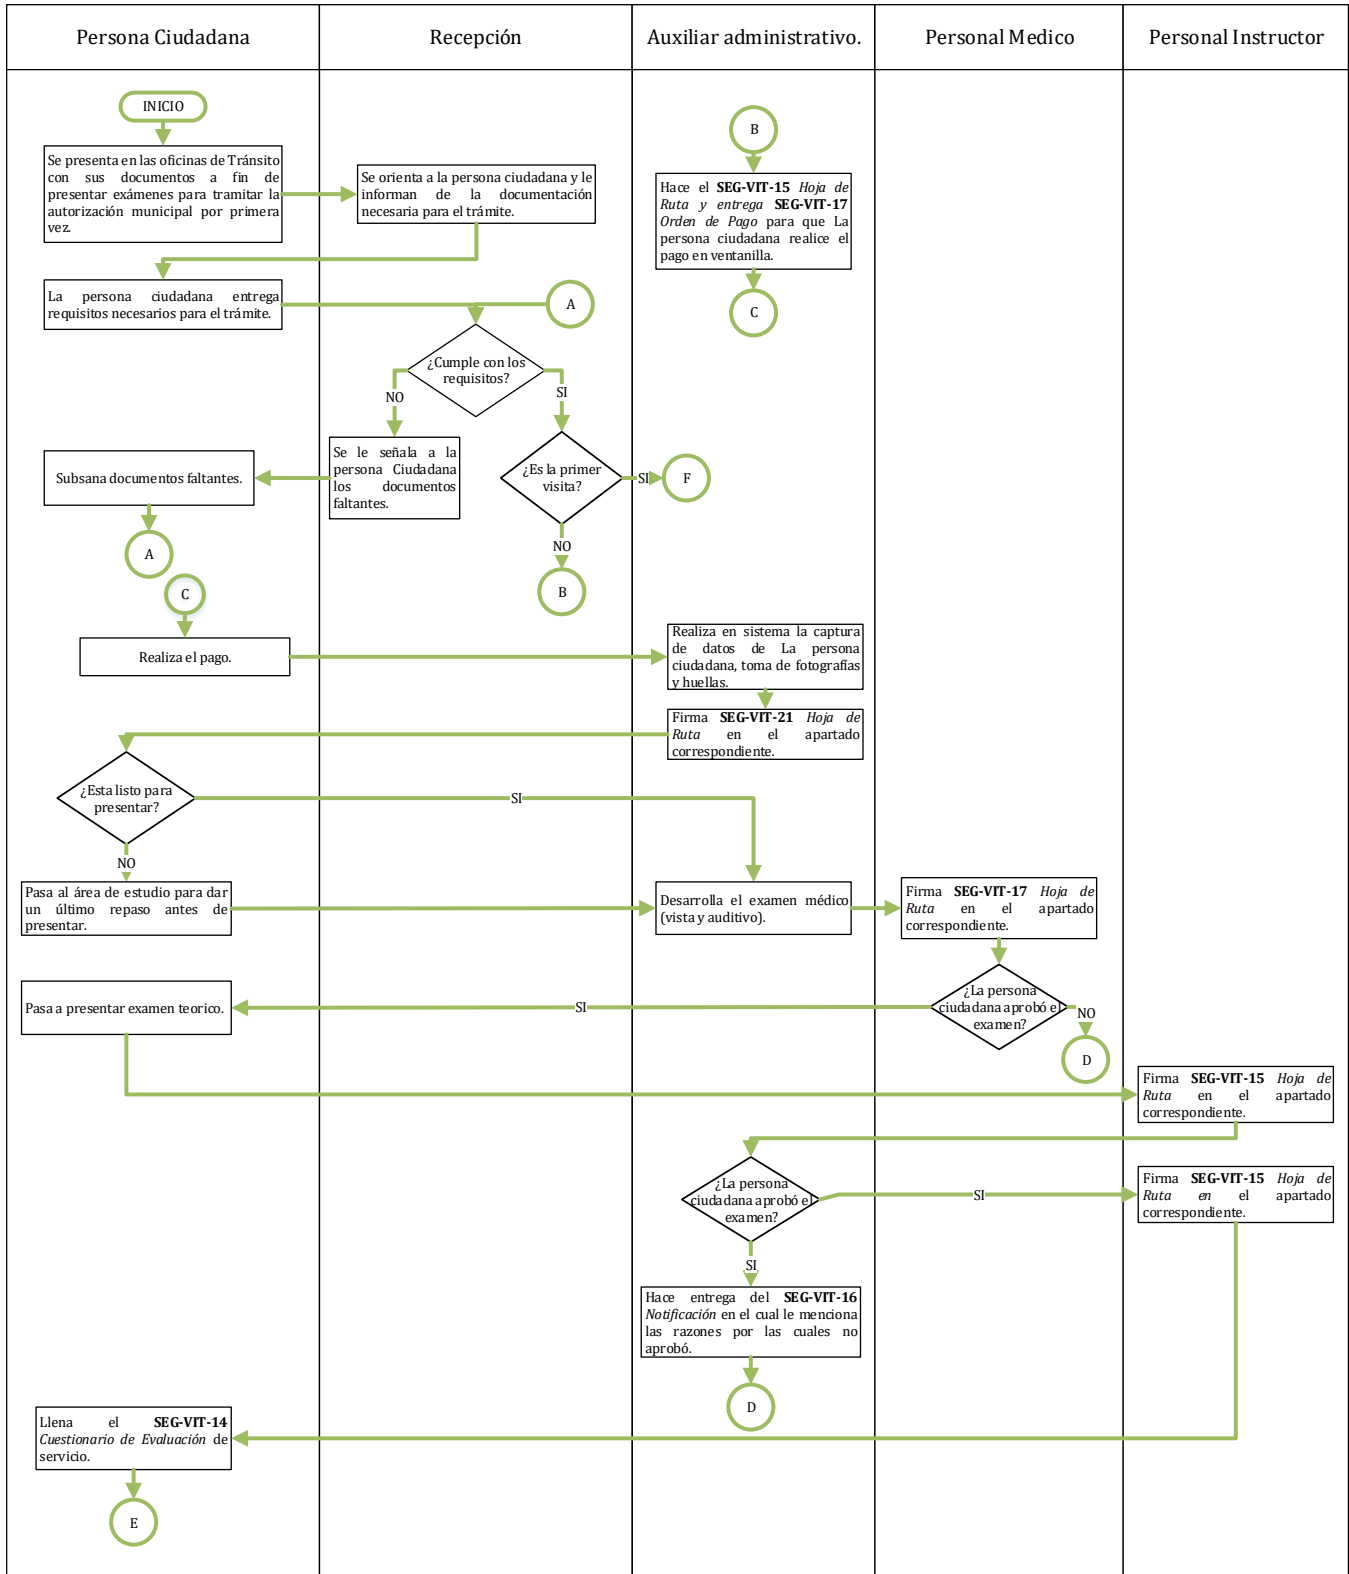 Persona Ciudadana
Recepción
Auxiliar administrativo.
Personal Medico
Personal Instructor
INICIO
Se presenta en las oficinas de Tránsito
con sus documentos a fin de
presentar exámenes para tramitar la
autorización municipal por primera
vez.
Se orienta a la persona ciudadana y le
informan de la documentación
necesaria para el trámite.
B
Hace el SEG-VIT-15 Hoja de
Ruta y entrega SEG-VIT-17
Orden de Pago para que La
persona ciudadana realice el
pago en ventanilla.
C
La persona ciudadana entrega
requisitos necesarios para el trámite.
A
¿Cumple con los
requisitos?
NO
SI
Se le señala a la
persona Ciudadana
los documentos
faltantes.
¿Es la primer
visita?
SI
F
NO
B
Subsana documentos faltantes.
A
C
Realiza el pago.
Realiza en sistema la captura
de datos de La persona
ciudadana, toma de fotografías
y huellas.
Firma SEG-VIT-21 Hoja de
Ruta en el apartado
correspondiente.
¿Esta listo para
presentar?
SI
NO
Pasa al área de estudio para dar
un último repaso antes de
presentar.
Desarrolla el examen médico
(vista y auditivo).
Firma SEG-VIT-17 Hoja de
Ruta en el apartado
correspondiente.
¿La persona
ciudadana aprobó el
examen?
SI
NO
D
Pasa a presentar examen teorico.
Firma SEG-VIT-15 Hoja de
Ruta en el apartado
correspondiente.
¿La persona
ciudadana aprobó el
examen?
SI
Firma SEG-VIT-15 Hoja de
Ruta en el apartado
correspondiente.
SI
Hace entrega del SEG-VIT-16
Notificación en el cual le menciona
las razones por las cuales no
aprobó.
D
Llena el SEG-VIT-14
Cuestionario de Evaluación de
servicio.
E